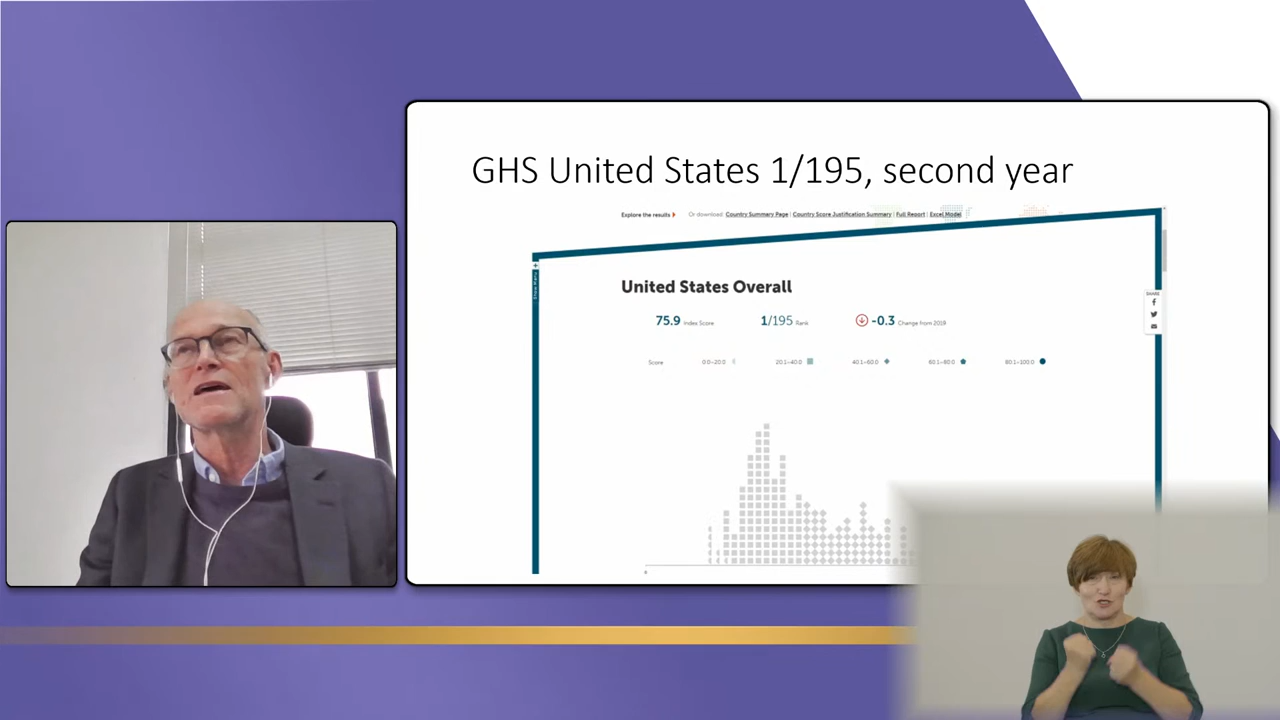 GHS United States 1/195, second year
Explore the results Or download Country Summary Page | Country Score Justification Summary | Full Report | Excel Model
United States Overall
SHARE
75.9 Index Score 1/195 Rank -0.3 Change from 2019
Score 0.0–20.0 20.1–40.0 40.1–60.0 60.1–80.0 80.1–100.0